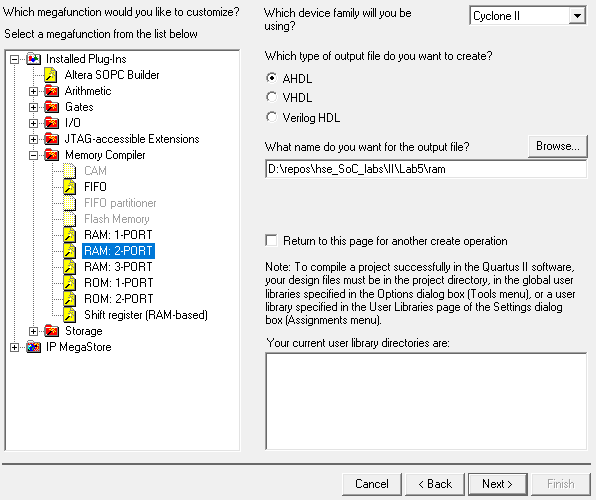 Which megafunction would you like to customize?
Select a megafunction from the list below
Installed Plug-Ins
Altera SOPC Builder
Arithmetic
Gates
I/O
JTAG-accessible Extensions
Memory Compiler
CAM
FIFO
FIFO partitioner
Flash Memory
RAM: 1-PORT
RAM: 2-PORT
RAM: 3-PORT
ROM: 1-PORT
ROM: 2-PORT
Shift register (RAM-based)
Storage
IP MegaStore
Which device family will you be
using?
Cyclone II
Which type of output file do you want to create?
AHDL
VHDL
Verilog HDL
What name do you want for the output file?
Browse...
D:\repos\hse_SoC_labs\II\Lab5\ram
Return to this page for another create operation
Note: To compile a project successfully in the Quartus II software,
your design files must be in the project directory, in the global user
libraries specified in the Options dialog box (Tools menu), or a user
library specified in the User Libraries page of the Settings dialog
box (Assignments menu).
Your current user library directories are:
Cancel
< Back
Next >
Finish